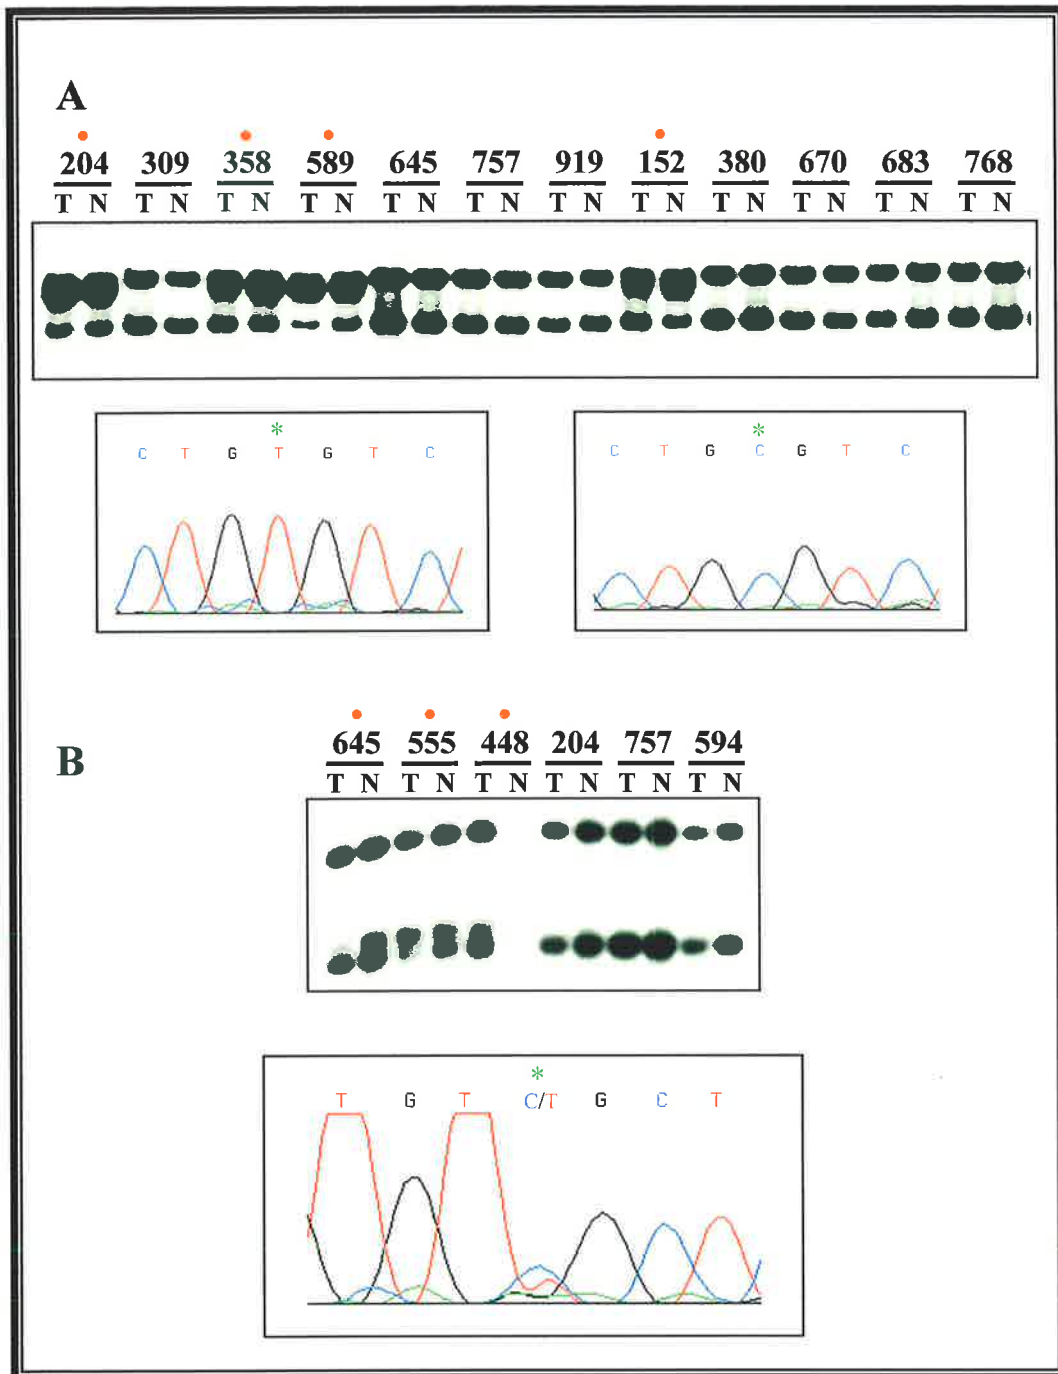 A
204 309 358 589 645 757 919 152 380 670 683 768
T N T N T N T N T N T N T N T N T N T N T N T N
*
C T G T G T C
*
C T G C G T C
B
645 555 448 204 757 594
T N T N T N T N T N T N
*
T G T C/T G C T